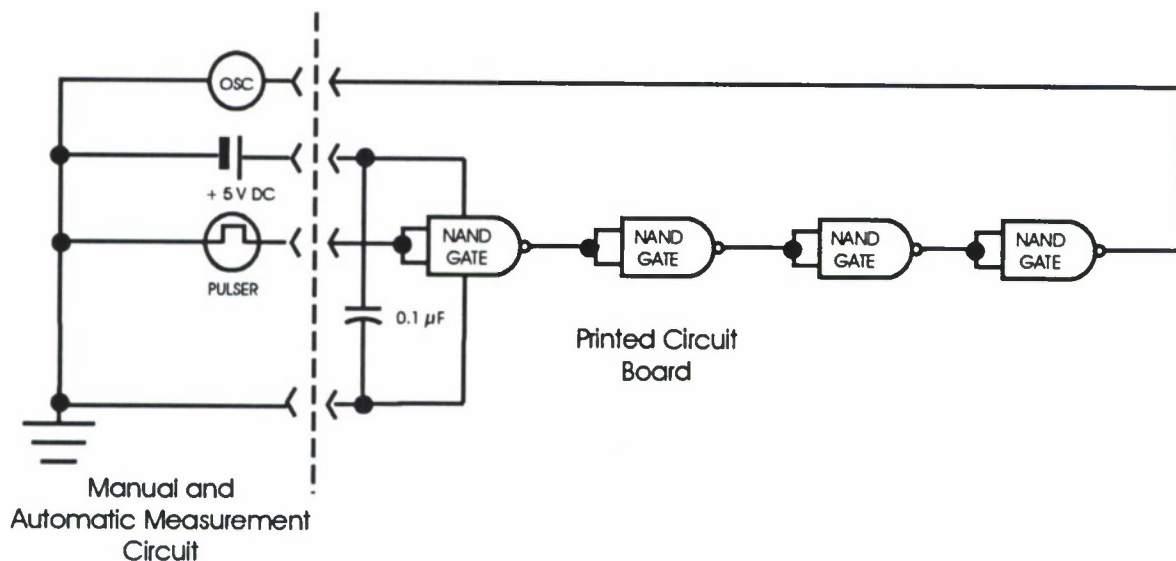 OSC
+ 5 V DC
PULSER
NAND
GATE
NAND
GATE
NAND
GATE
NAND
GATE
0.1 µF
Printed Circuit
Board
Manual and
Automatic Measurement
Circuit